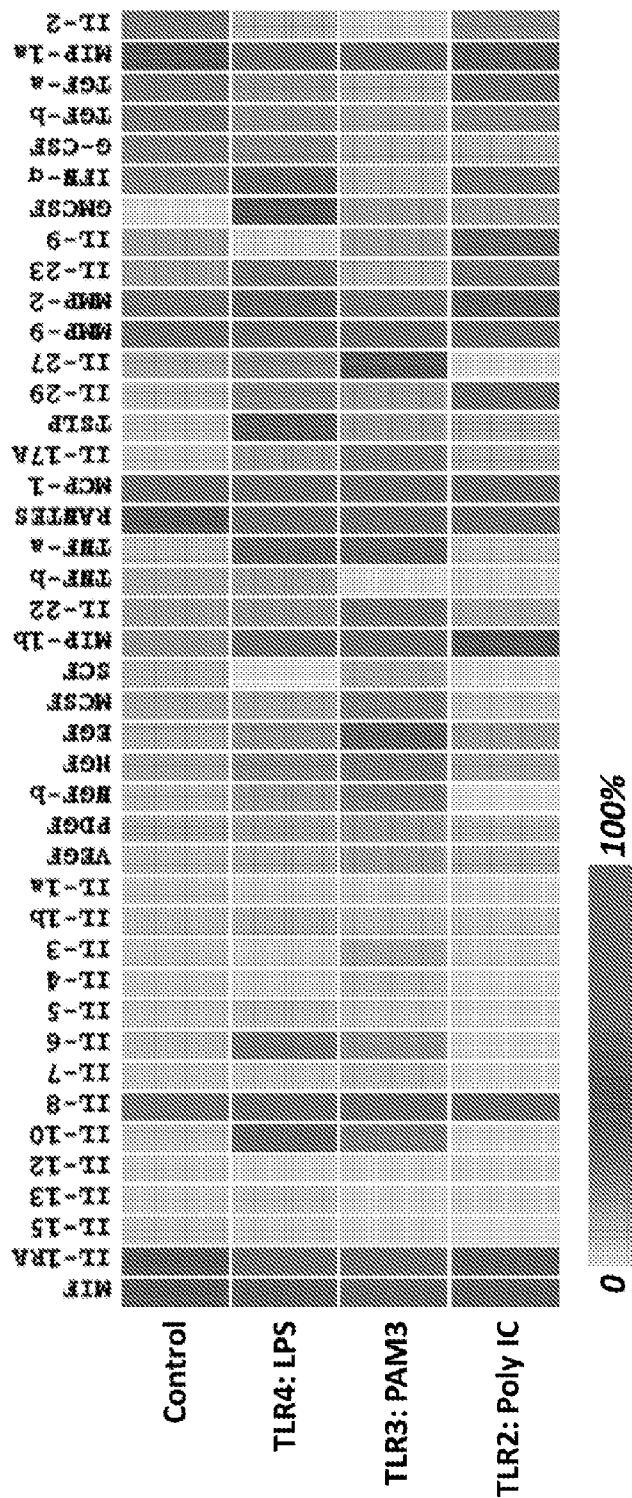 IL-2
MIP-1a
TGF-a
TGF-b
G-CSF
IFN-g
GMCSF
IL-9
IL-23
MMP-2
MMP-9
IL-27
IL-29
TSLP
IL-17A
MCP-1
RANTES
TNF-a
TNF-b
IL-22
MIP-1b
SCF
MCSF
EGF
HGF
NGF-b
PDGF
VEGF
IL-1a
IL-1b
IL-3
IL-4
IL-5
IL-6
IL-7
IL-8
IL-10
IL-12
IL-13
IL-15
IL-1RA
MIF
Control
TLR4: LPS
TLR3: PAM3
TLR2: Poly IC
0
100%